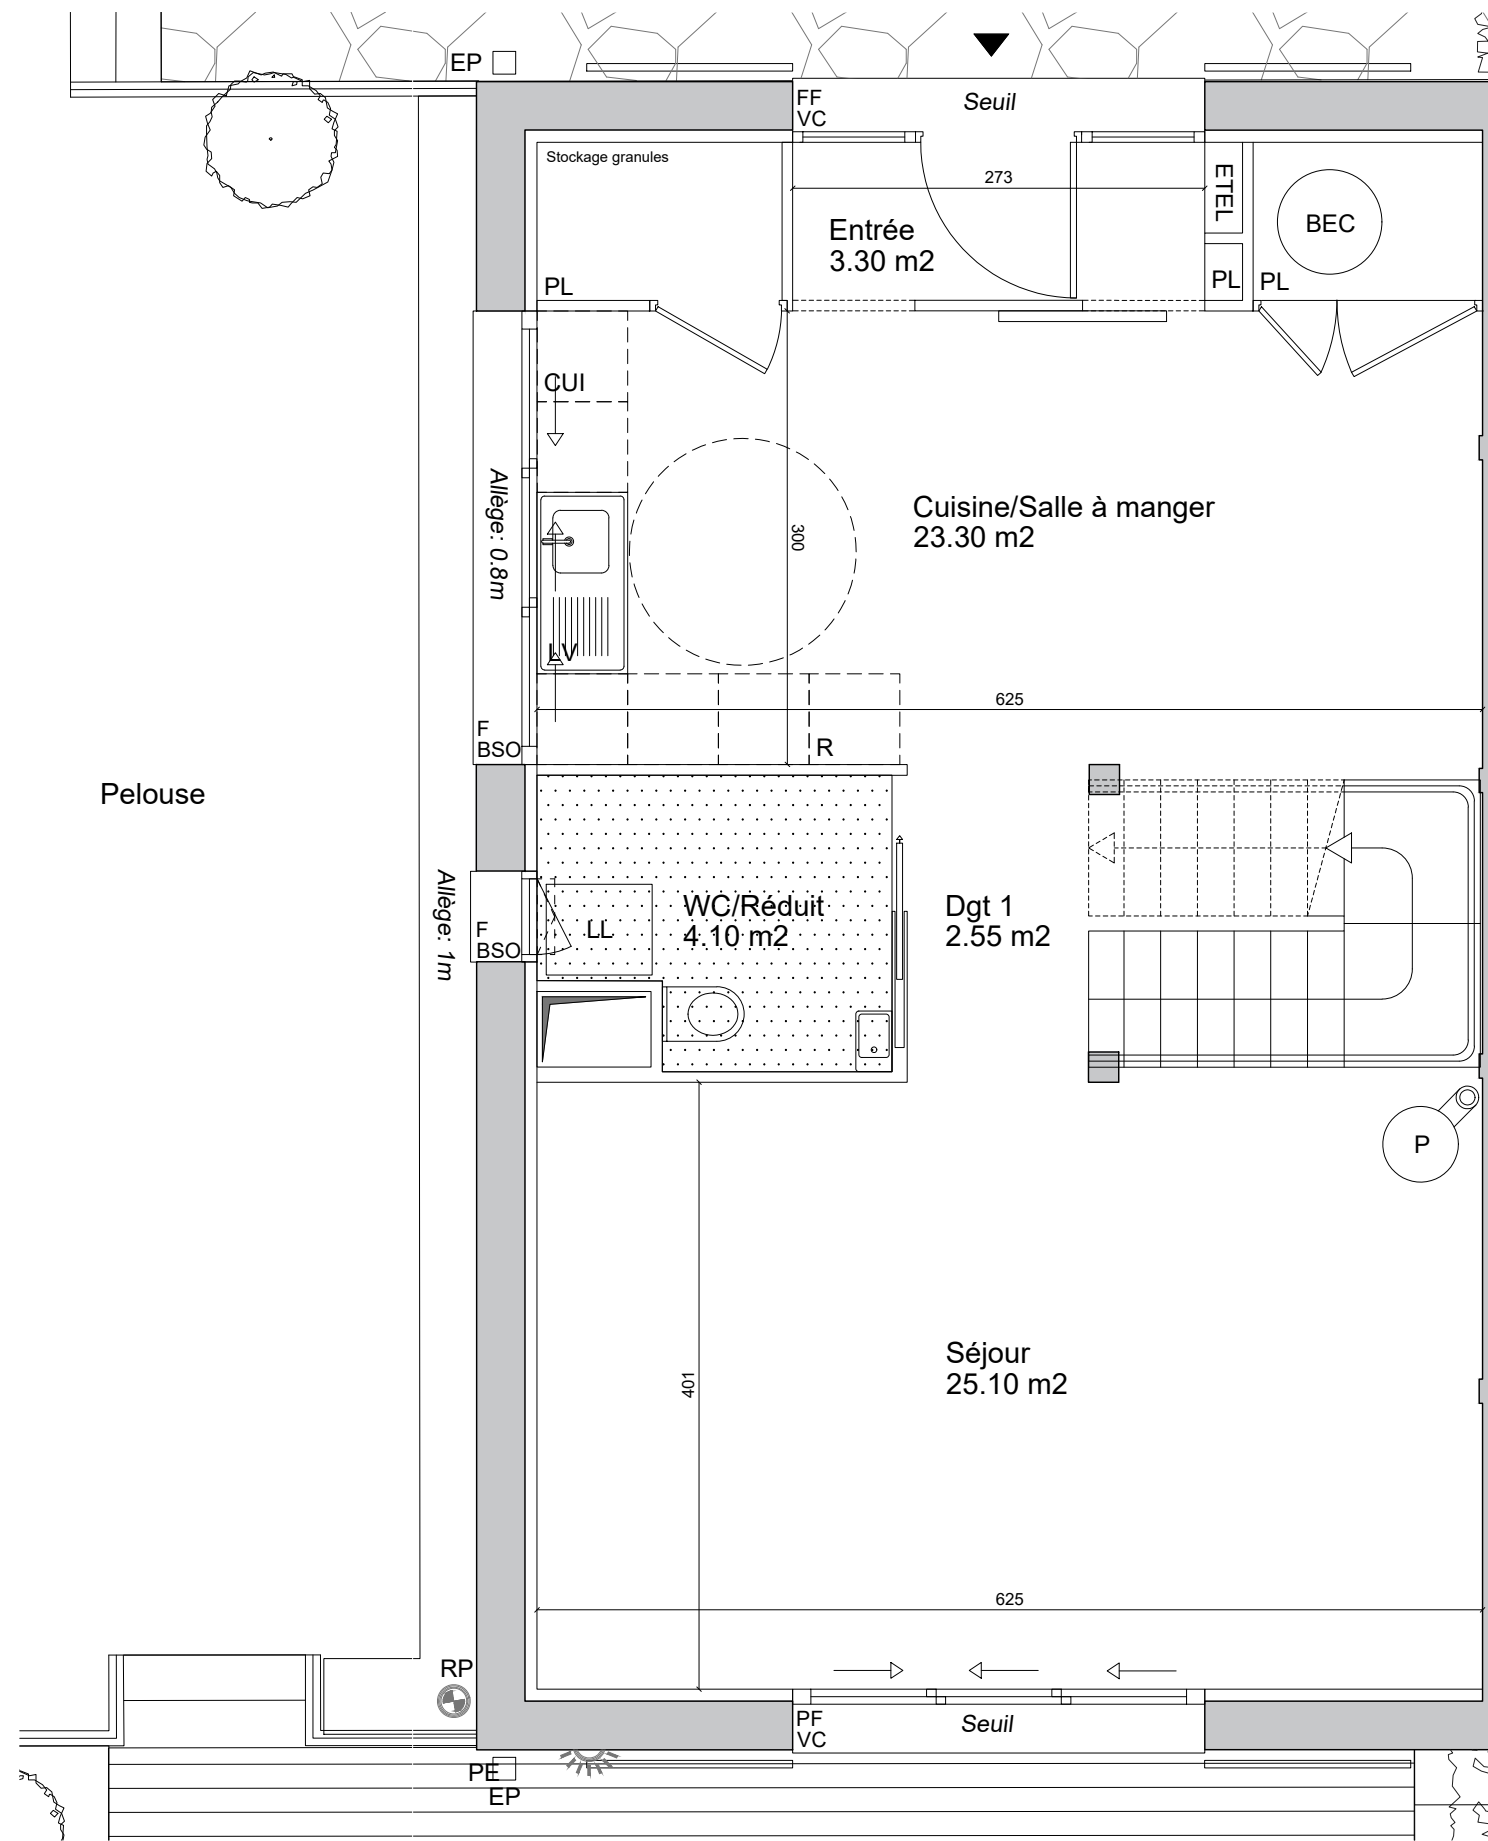 EP
FF
VC
Seuil
Stockage granules
273
ETEL
BEC
Entrée
3.30 m2
PL
PL
PL
CUI
Allège: 0.8m
Cuisine/Salle à manger
23.30 m2
300
LV
625
F
BSO
R
Pelouse
Allège: 1m
F
BSO
LL
WC/Réduit
4.10 m2
Dgt 1
2.55 m2
P
Séjour
25.10 m2
401
625
RP
PF
VC
Seuil
PE
EP